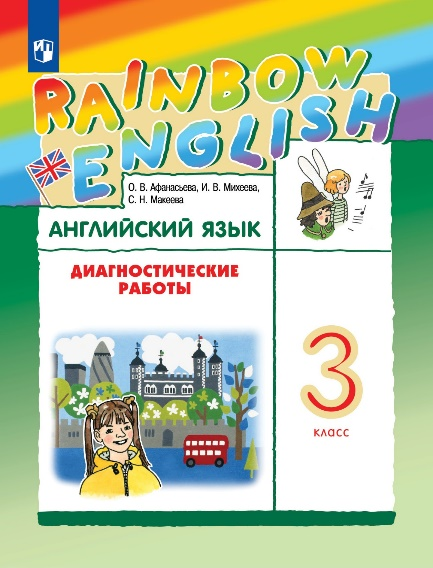 RAINBOW
ENGLISH
О. В. Афанасьева, И. В. Михеева,
С. Н. Макеева
АНГЛИЙСКИЙ ЯЗЫК
ДИАГНОСТИЧЕСКИЕ
РАБОТЫ
3
КЛАСС